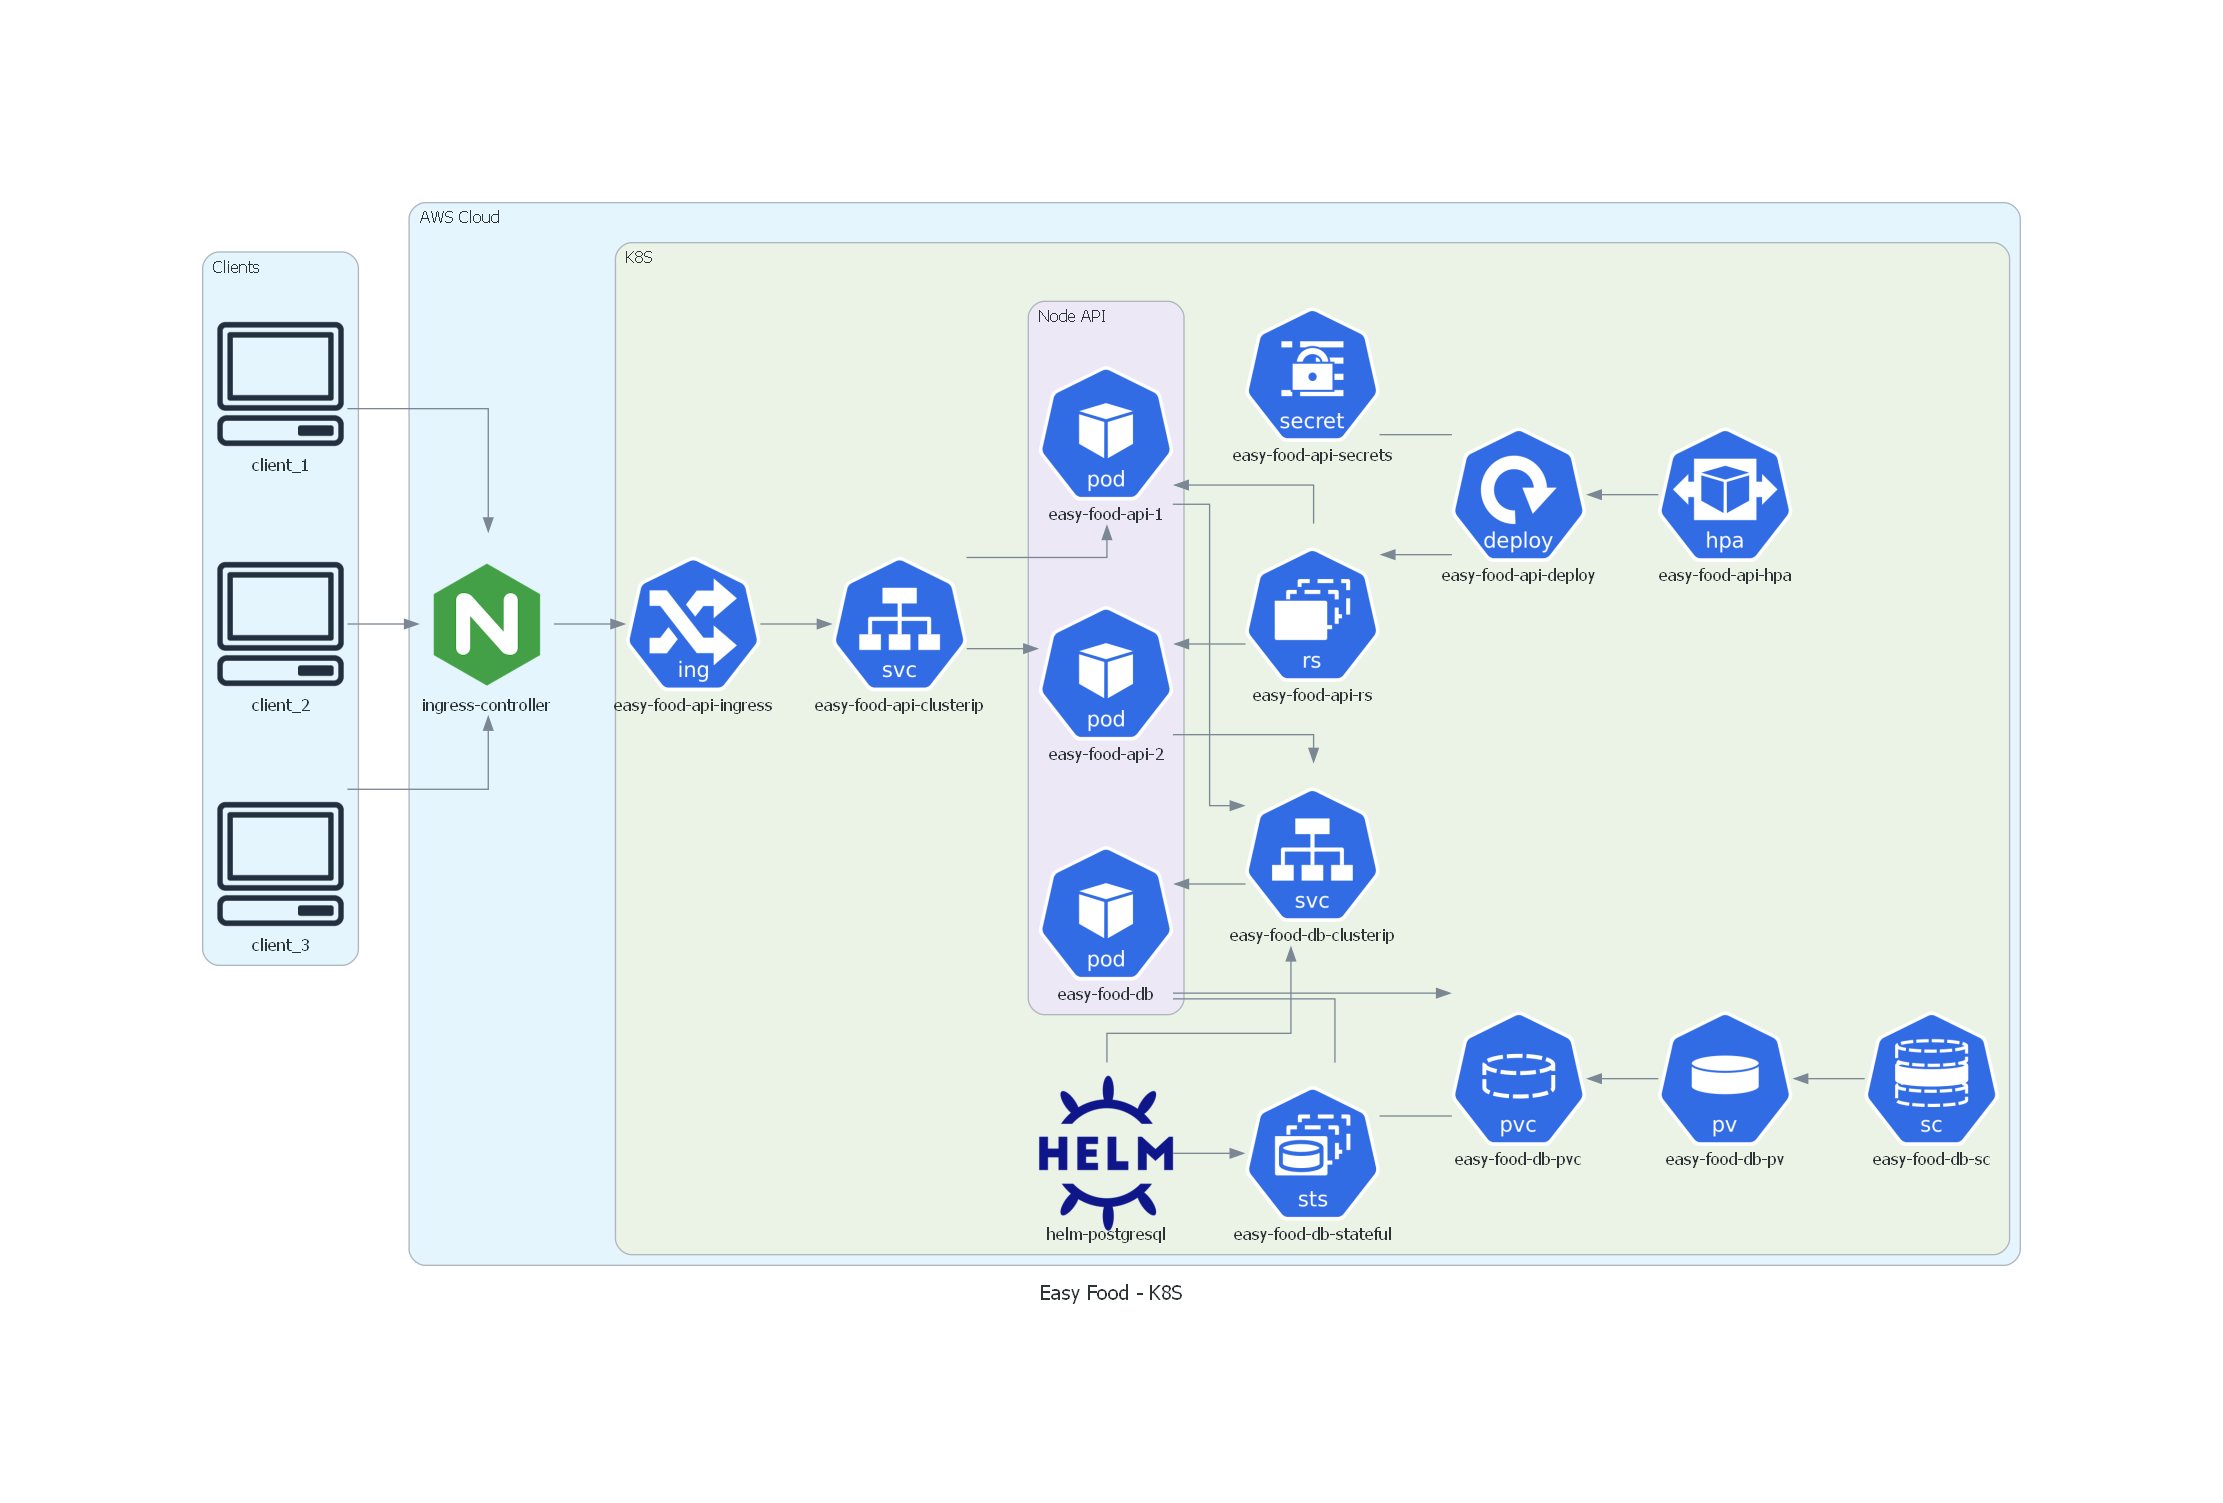 AWS Cloud
K8S
Clients
client_1
client_2
client_3
ingress-controller
ing
easy-food-api-ingress
svc
easy-food-api-clusterip
Node API
pod
easy-food-api-1
pod
easy-food-api-2
pod
easy-food-db
secret
easy-food-api-secrets
deploy
easy-food-api-deploy
hpa
easy-food-api-hpa
rs
easy-food-api-rs
svc
easy-food-db-clusterip
HELM
helm-postgresql
sts
easy-food-db-stateful
pvc
easy-food-db-pvc
pv
easy-food-db-pv
sc
easy-food-db-sc
Easy Food - K8S